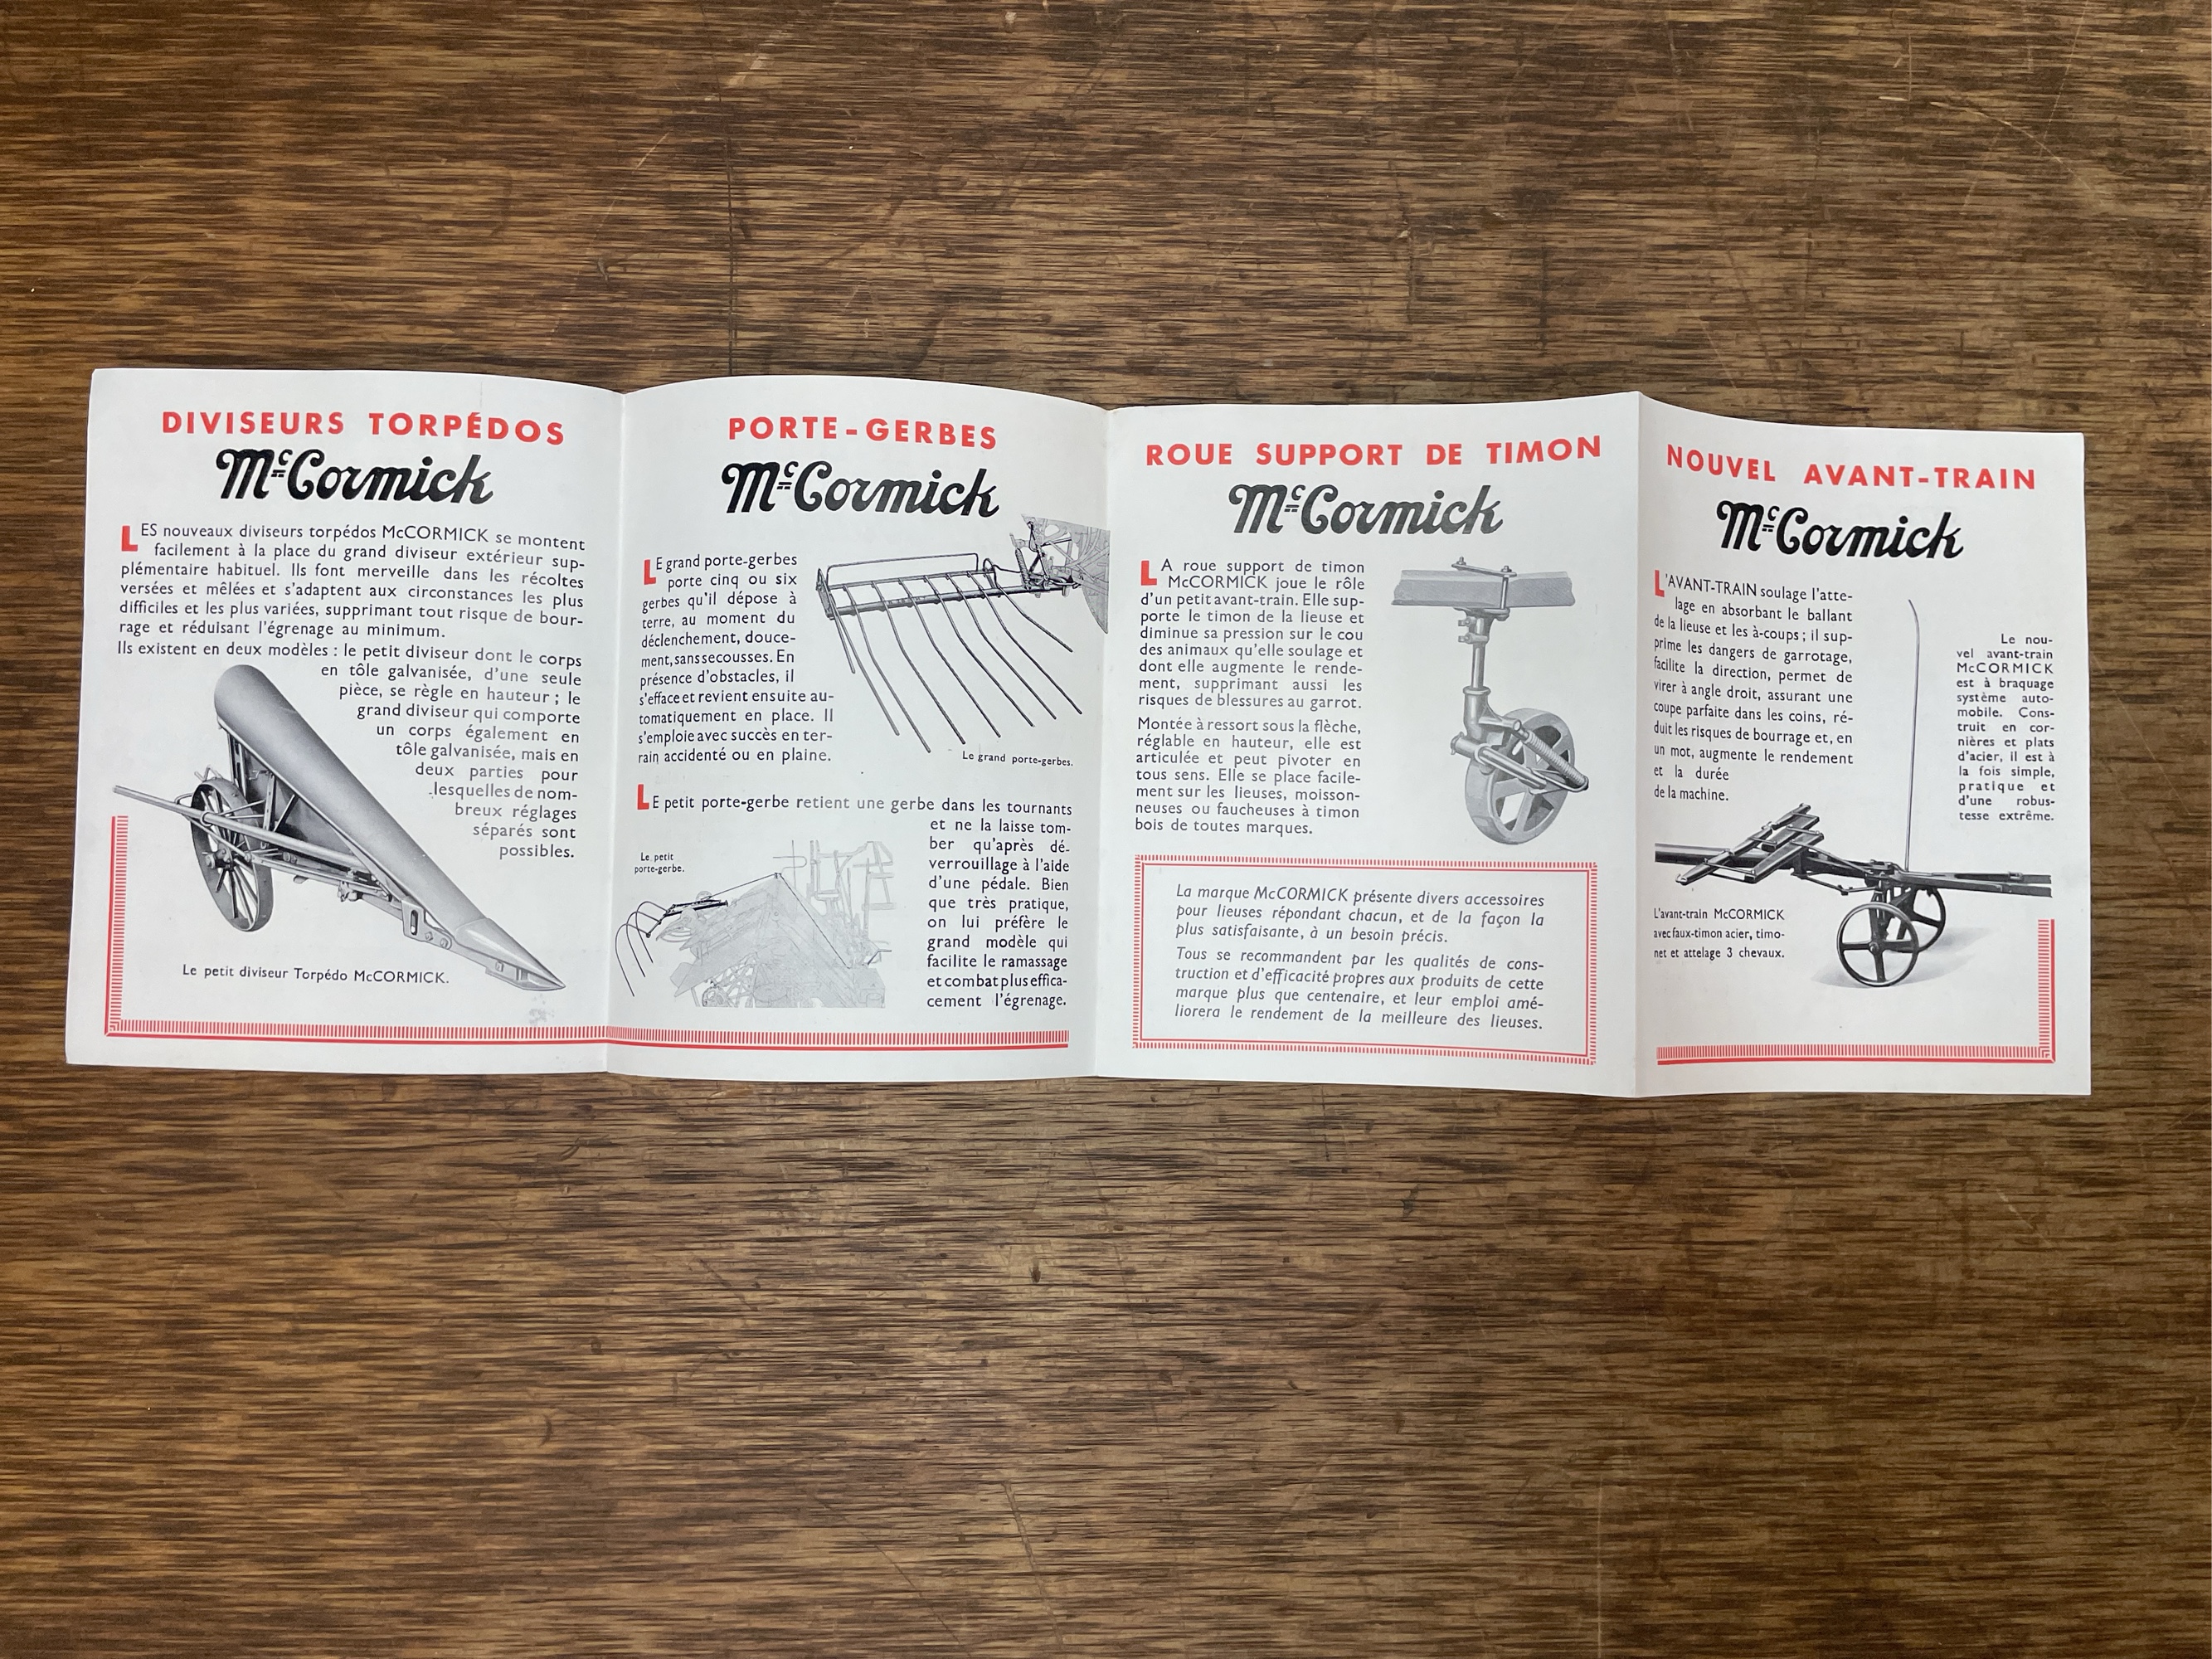 DIVISEURS TORPÉDOS
McCormick
LES nouveaux diviseurs torpédos McCORMICK se montent
facilement à la place du grand diviseur extérieur sup-
plémentaire habituel. Ils font merveille dans les récoltes
versées et mêlées et s'adaptent aux circonstances les plus
difficiles et les plus variées, supprimant tout risque de bour-
rage et réduisant l'égrenage au minimum.
Ils existent en deux modèles : le petit diviseur dont le corps
en tôle galvanisée, d'une seule
pièce, se règle en hauteur ; le
grand diviseur qui comporte
un corps également en
tôle galvanisée, mais en
deux parties pour
lesquelles de nom-
breux réglages
séparés sont
possibles.
Le petit diviseur Torpédo McCORMICK.
PORTE-GERBES
McCormick
LE grand porte-gerbes
porte cinq ou six
gerbes qu'il dépose à
terre, au moment du
déclenchement, douce-
ment, sans secousses. En
présence d'obstacles, il
s'efface et revient ensuite au-
tomatiquement en place. Il
s'emploie avec succès en ter-
rain accidenté ou en plaine.
Le grand porte-gerbes.
LE petit porte-gerbe retient une gerbe dans les tournants
et ne la laisse tom-
ber qu'après dé-
verrouillage à l'aide
d'une pédale. Bien
que très pratique,
on lui préfère le
grand modèle qui
facilite le ramassage
et combat plus effica-
cement l'égrenage.
Le petit
porte-gerbe.
ROUE SUPPORT DE TIMON
McCormick
LA roue support de timon
McCORMICK joue le rôle
d'un petit avant-train. Elle sup-
porte le timon de la lieuse et
diminue sa pression sur le cou
des animaux qu'elle soulage et
dont elle augmente le rende-
ment, supprimant aussi les
risques de blessures au garrot.
Montée à ressort sous la flèche,
réglable en hauteur, elle est
articulée et peut pivoter en
tous sens. Elle se place facile-
ment sur les lieuses, moisson-
neuses ou faucheuses à timon
bois de toutes marques.
La marque McCORMICK présente divers accessoires
pour lieuses répondant chacun, et de la façon la
plus satisfaisante, à un besoin précis.
Tous se recommandent par les qualités de cons-
truction et d'efficacité propres aux produits de cette
marque plus que centenaire, et leur emploi amé-
liorera le rendement de la meilleure des lieuses.
NOUVEL AVANT-TRAIN
McCormick
L'AVANT-TRAIN soulage l'atte-
lage en absorbant le ballant
de la lieuse et les à-coups ; il sup-
prime les dangers de garrotage,
facilite la direction, permet de
virer à angle droit, assurant une
coupe parfaite dans les coins, ré-
duit les risques de bourrage et, en
un mot, augmente le rendement
et la durée
de la machine.
Le nou-
vel avant-train
McCORMICK
est à braquage
système auto-
mobile. Cons-
truit en cor-
nières et plats
d'acier, il est à
la fois simple,
pratique et
d'une robus-
tesse extrême.
L'avant-train McCORMICK
avec faux-timon acier, timo-
net et attelage 3 chevaux.